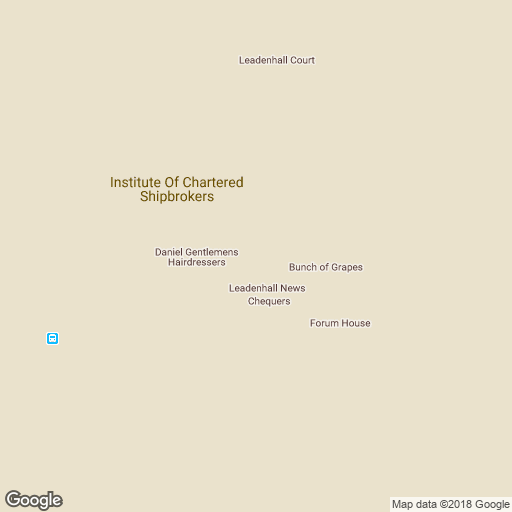 Leadenhall Court
Institute Of Chartered
Shipbrokers
Daniel Gentlemens
Hairdressers
Bunch of Grapes
Leadenhall News
Chequers
Forum House
Google
Map data ©2018 Google